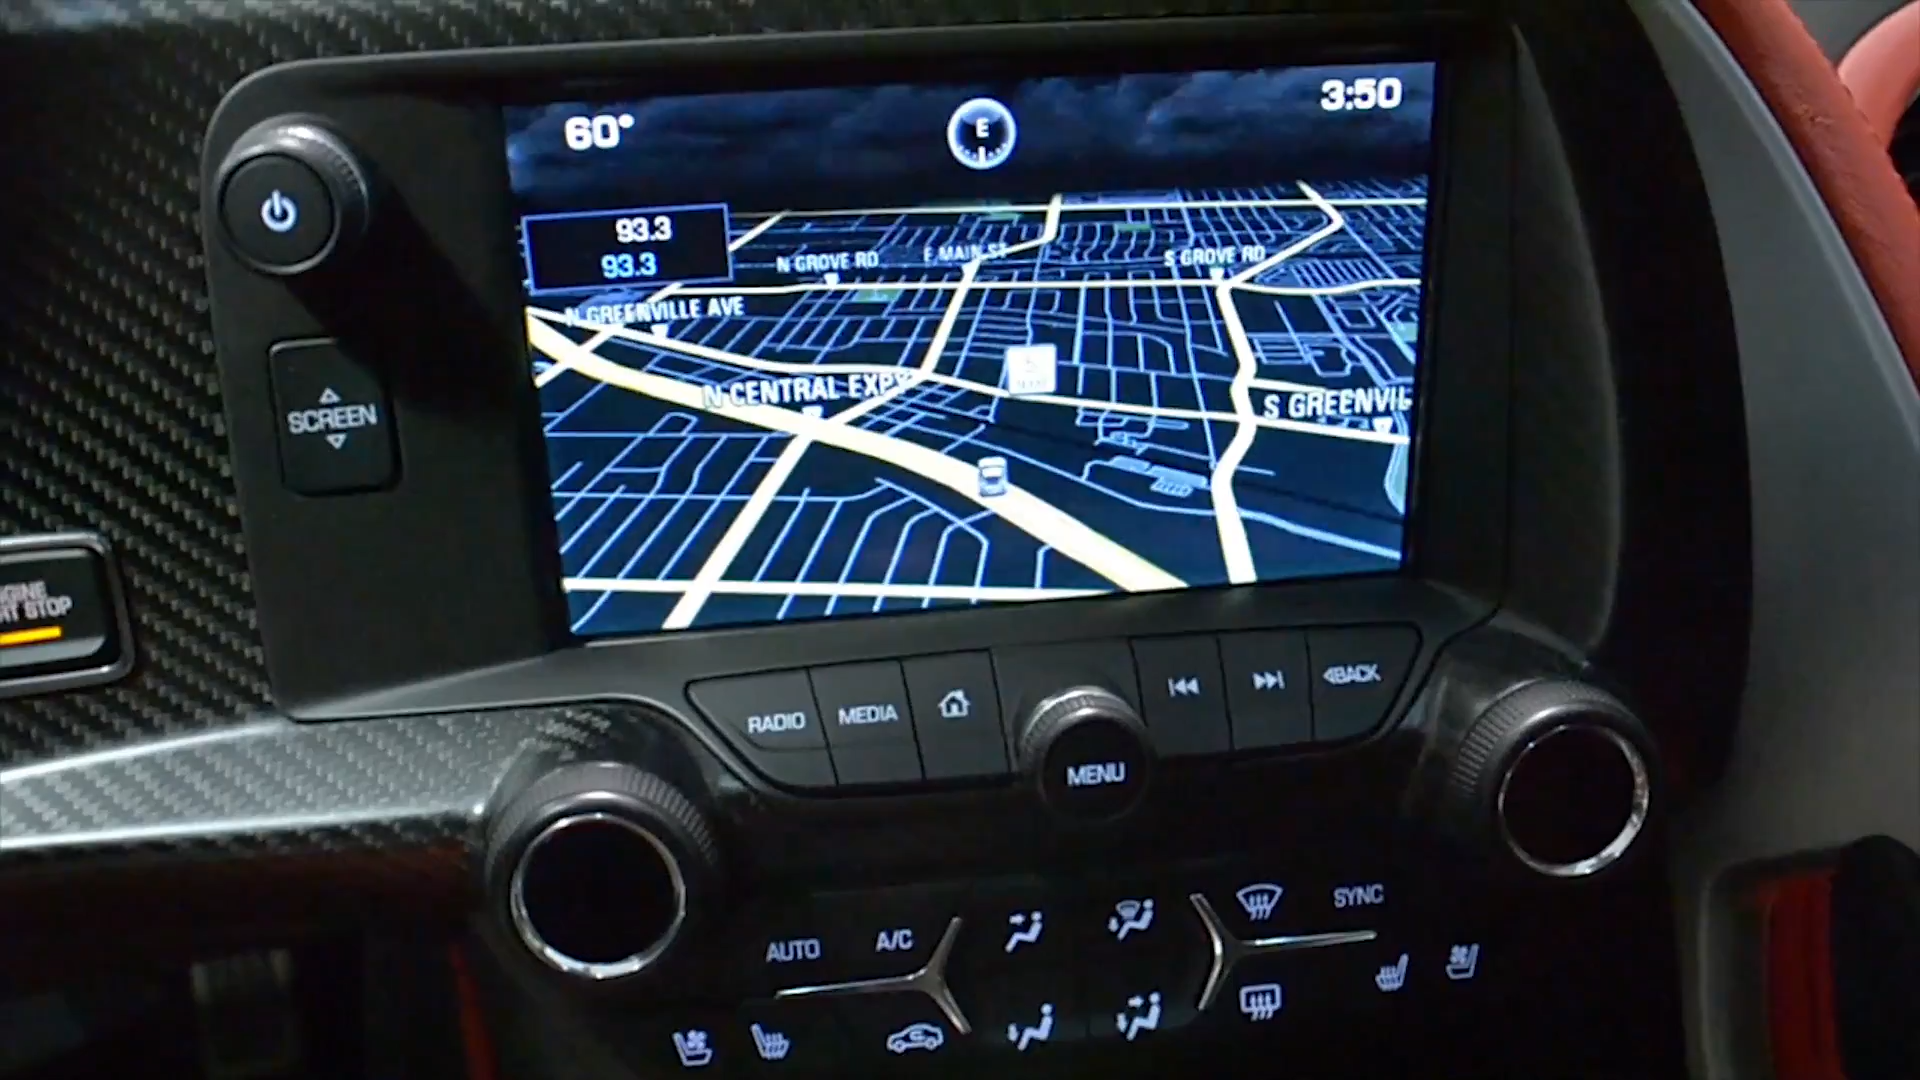 60°
E
3:50
93.3
93.3
N GROVE RD
E MAIN ST
S GROVE RD
N GREENVILLE AVE
N CENTRAL EXPY
S GREENVIL
SCREEN
STOP
RADIO
MEDIA
MENU
BACK
AUTO
A/C
SYNC